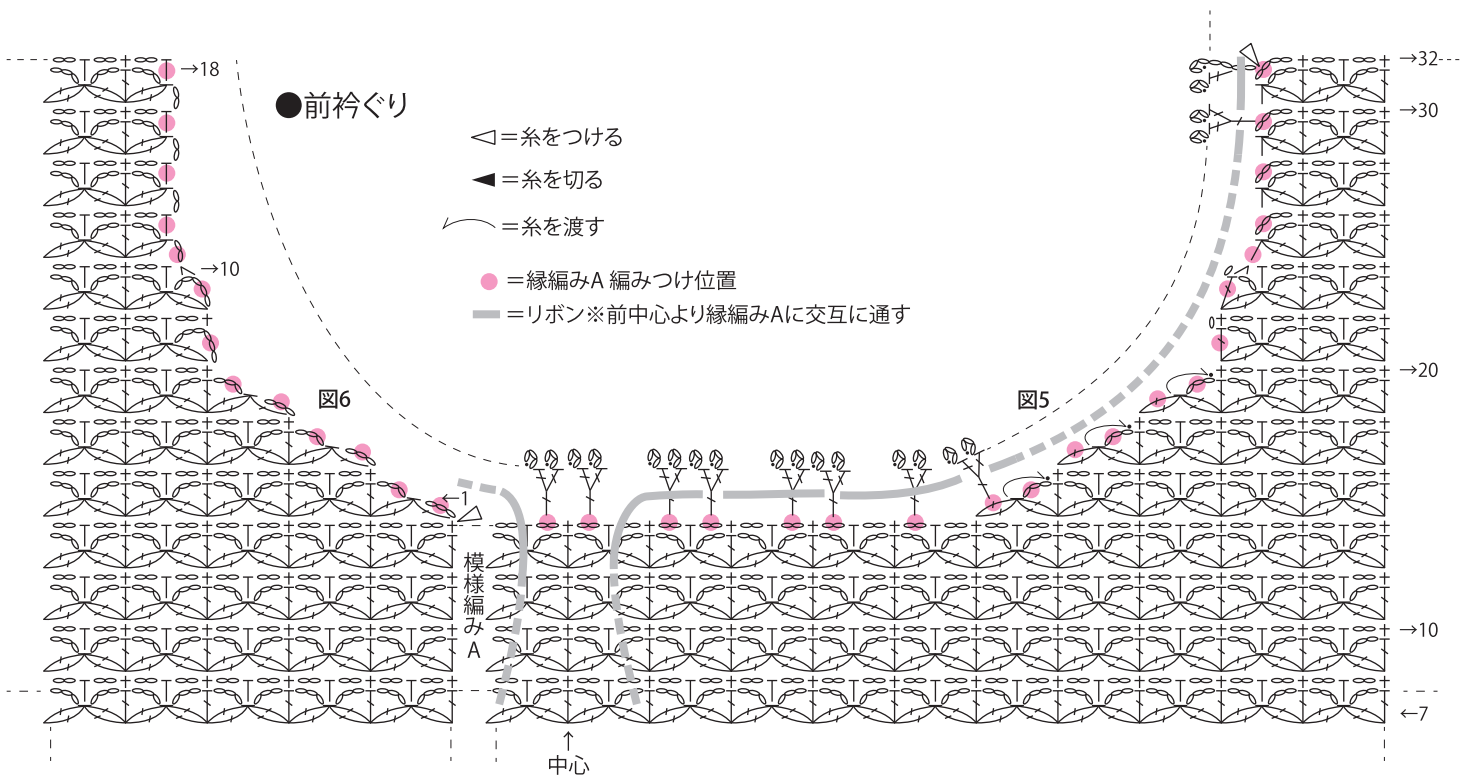 →18
●前衿ぐり
→32
→30
◁=糸をつける
◀=糸を切る
=糸を渡す
→10
●=縁編みA 編みつけ位置
=リボン※前中心より縁編みAに交互に通す
図6
図5
→20
←1
模様編みA
→10
←7
↑
中心